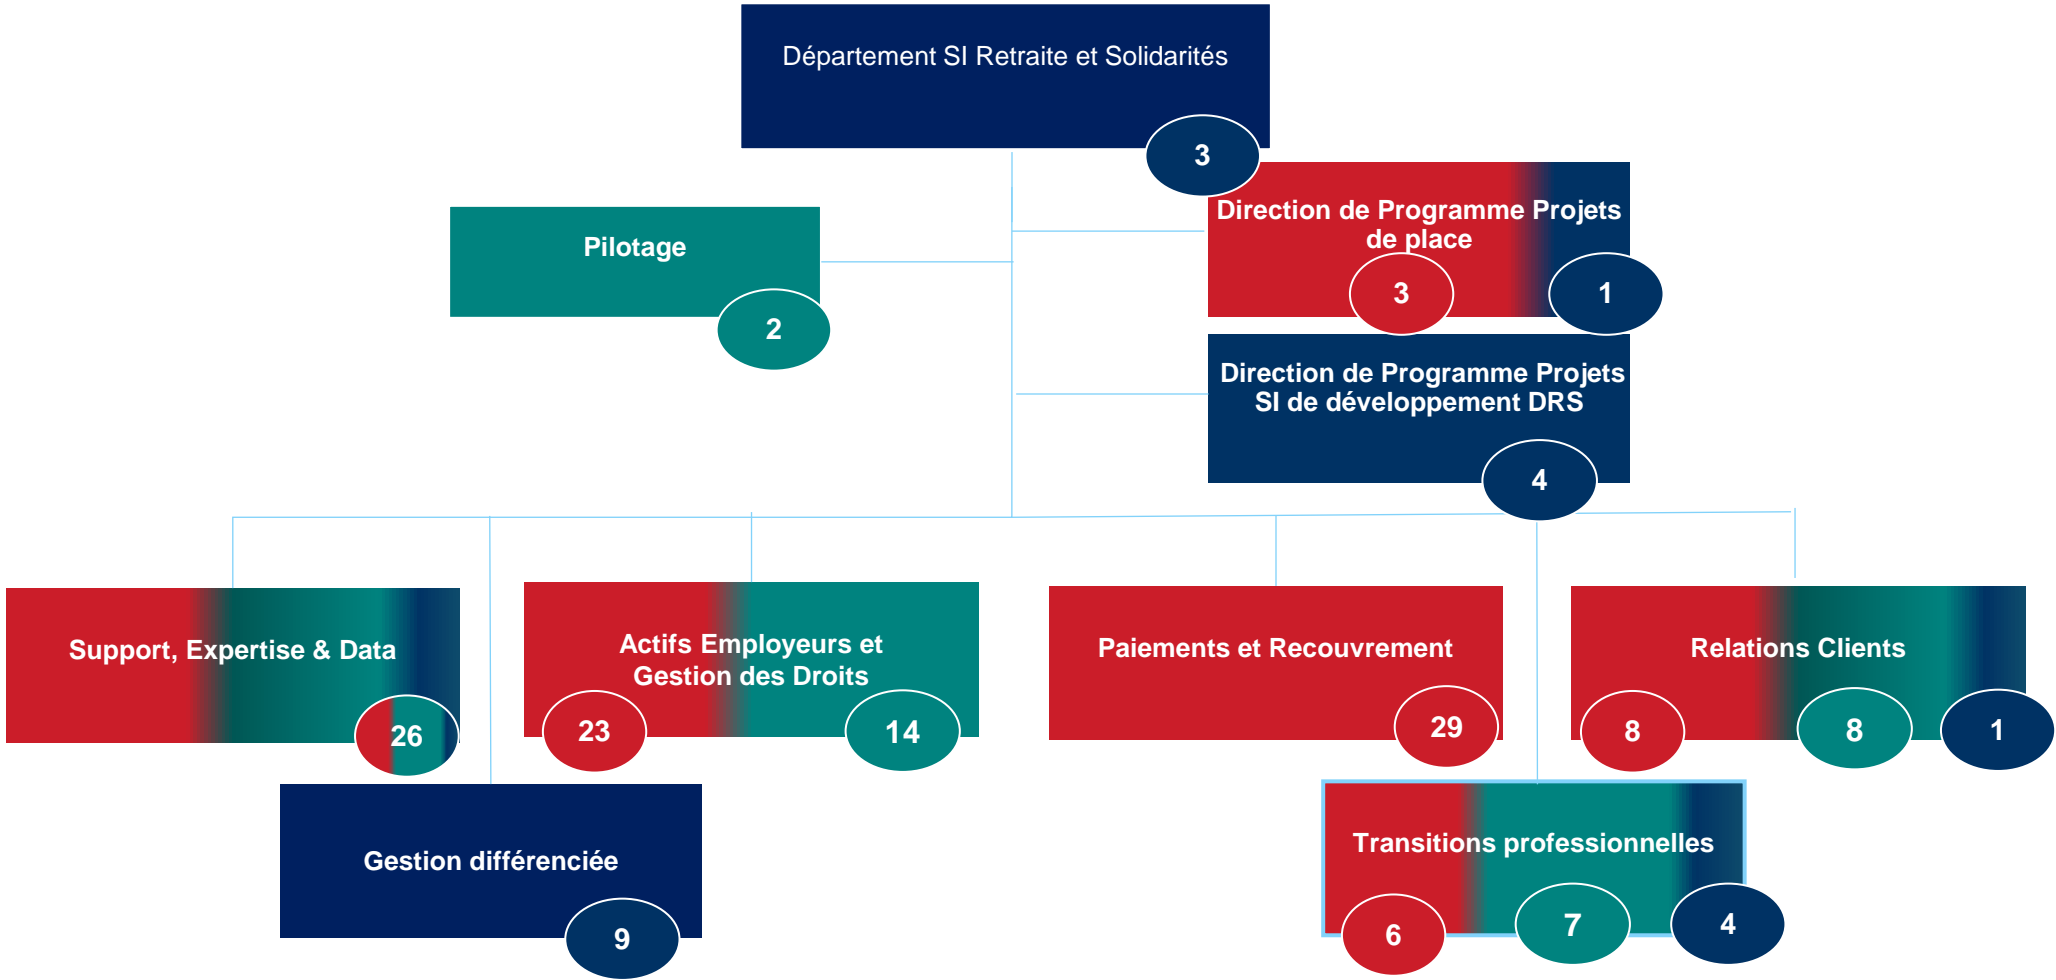 Département SI Retraite et Solidarités
3
Direction de Programme Projets
de place
3
1
Pilotage
2
Direction de Programme Projets
SI de développement DRS
4
Support, Expertise & Data
26
Actifs Employeurs et
Gestion des Droits
23
14
Paiements et Recouvrement
29
Relations Clients
8
8
1
Gestion différenciée
9
Transitions professionnelles
6
7
4